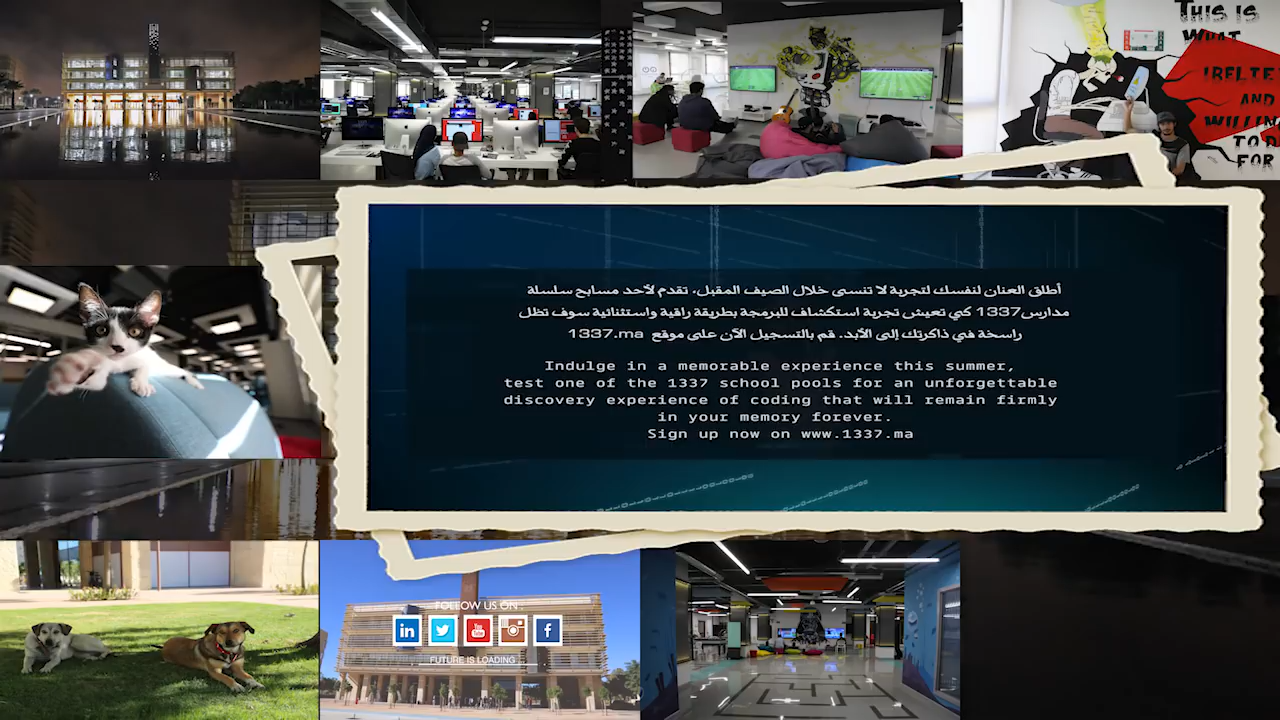 THIS IS
WHAT
I BELIE
AND
WILLING
TO D
FOR
أطلق العنان لنفسك لتجربة لا تنسى خلال الصيف المقبل. تقدم لأحد مسابح سلسلة
مدارس1337 كي تعيش تجربة استكشاف للبرمجة بطريقة راقية واستثنائية سوف تظل
راسخة في ذاكرتك إلى الأبد. قم بالتسجيل الآن على موقع 1337.ma
Indulge in a memorable experience this summer,
test one of the 1337 school pools for an unforgettable
discovery experience of coding that will remain firmly
in your memory forever.
Sign up now on www.1337.ma
FOLLOW US ON :
in
You
Tube
f
FUTURE IS LOADING ...